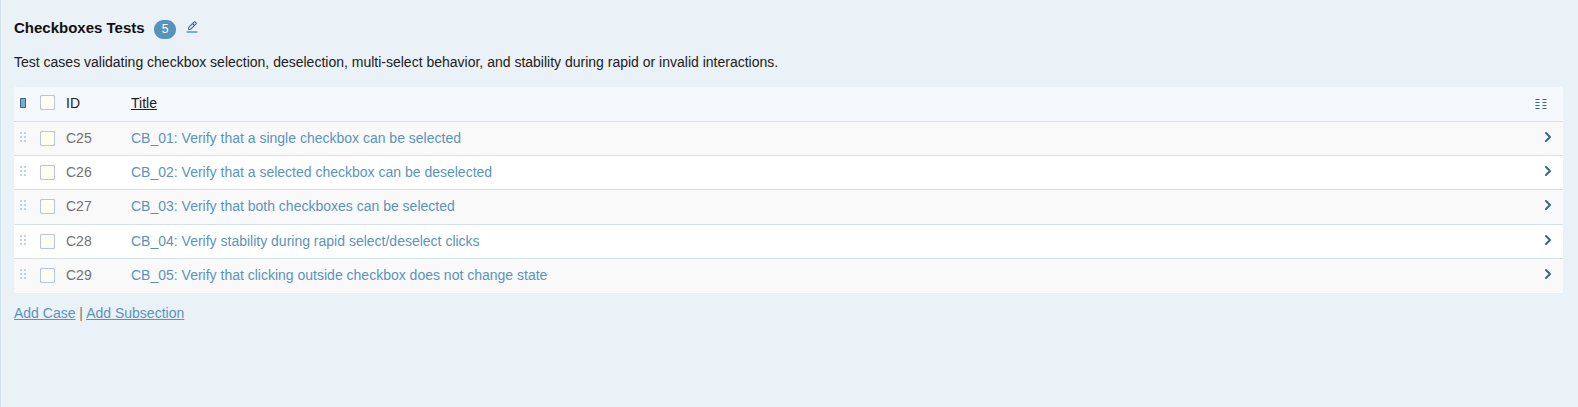 Checkboxes Tests 5
Test cases validating checkbox selection, deselection, multi-select behavior, and stability during rapid or invalid interactions.
ID Title
C25 CB_01: Verify that a single checkbox can be selected
C26 CB_02: Verify that a selected checkbox can be deselected
C27 CB_03: Verify that both checkboxes can be selected
C28 CB_04: Verify stability during rapid select/deselect clicks
C29 CB_05: Verify that clicking outside checkbox does not change state
Add Case | Add Subsection